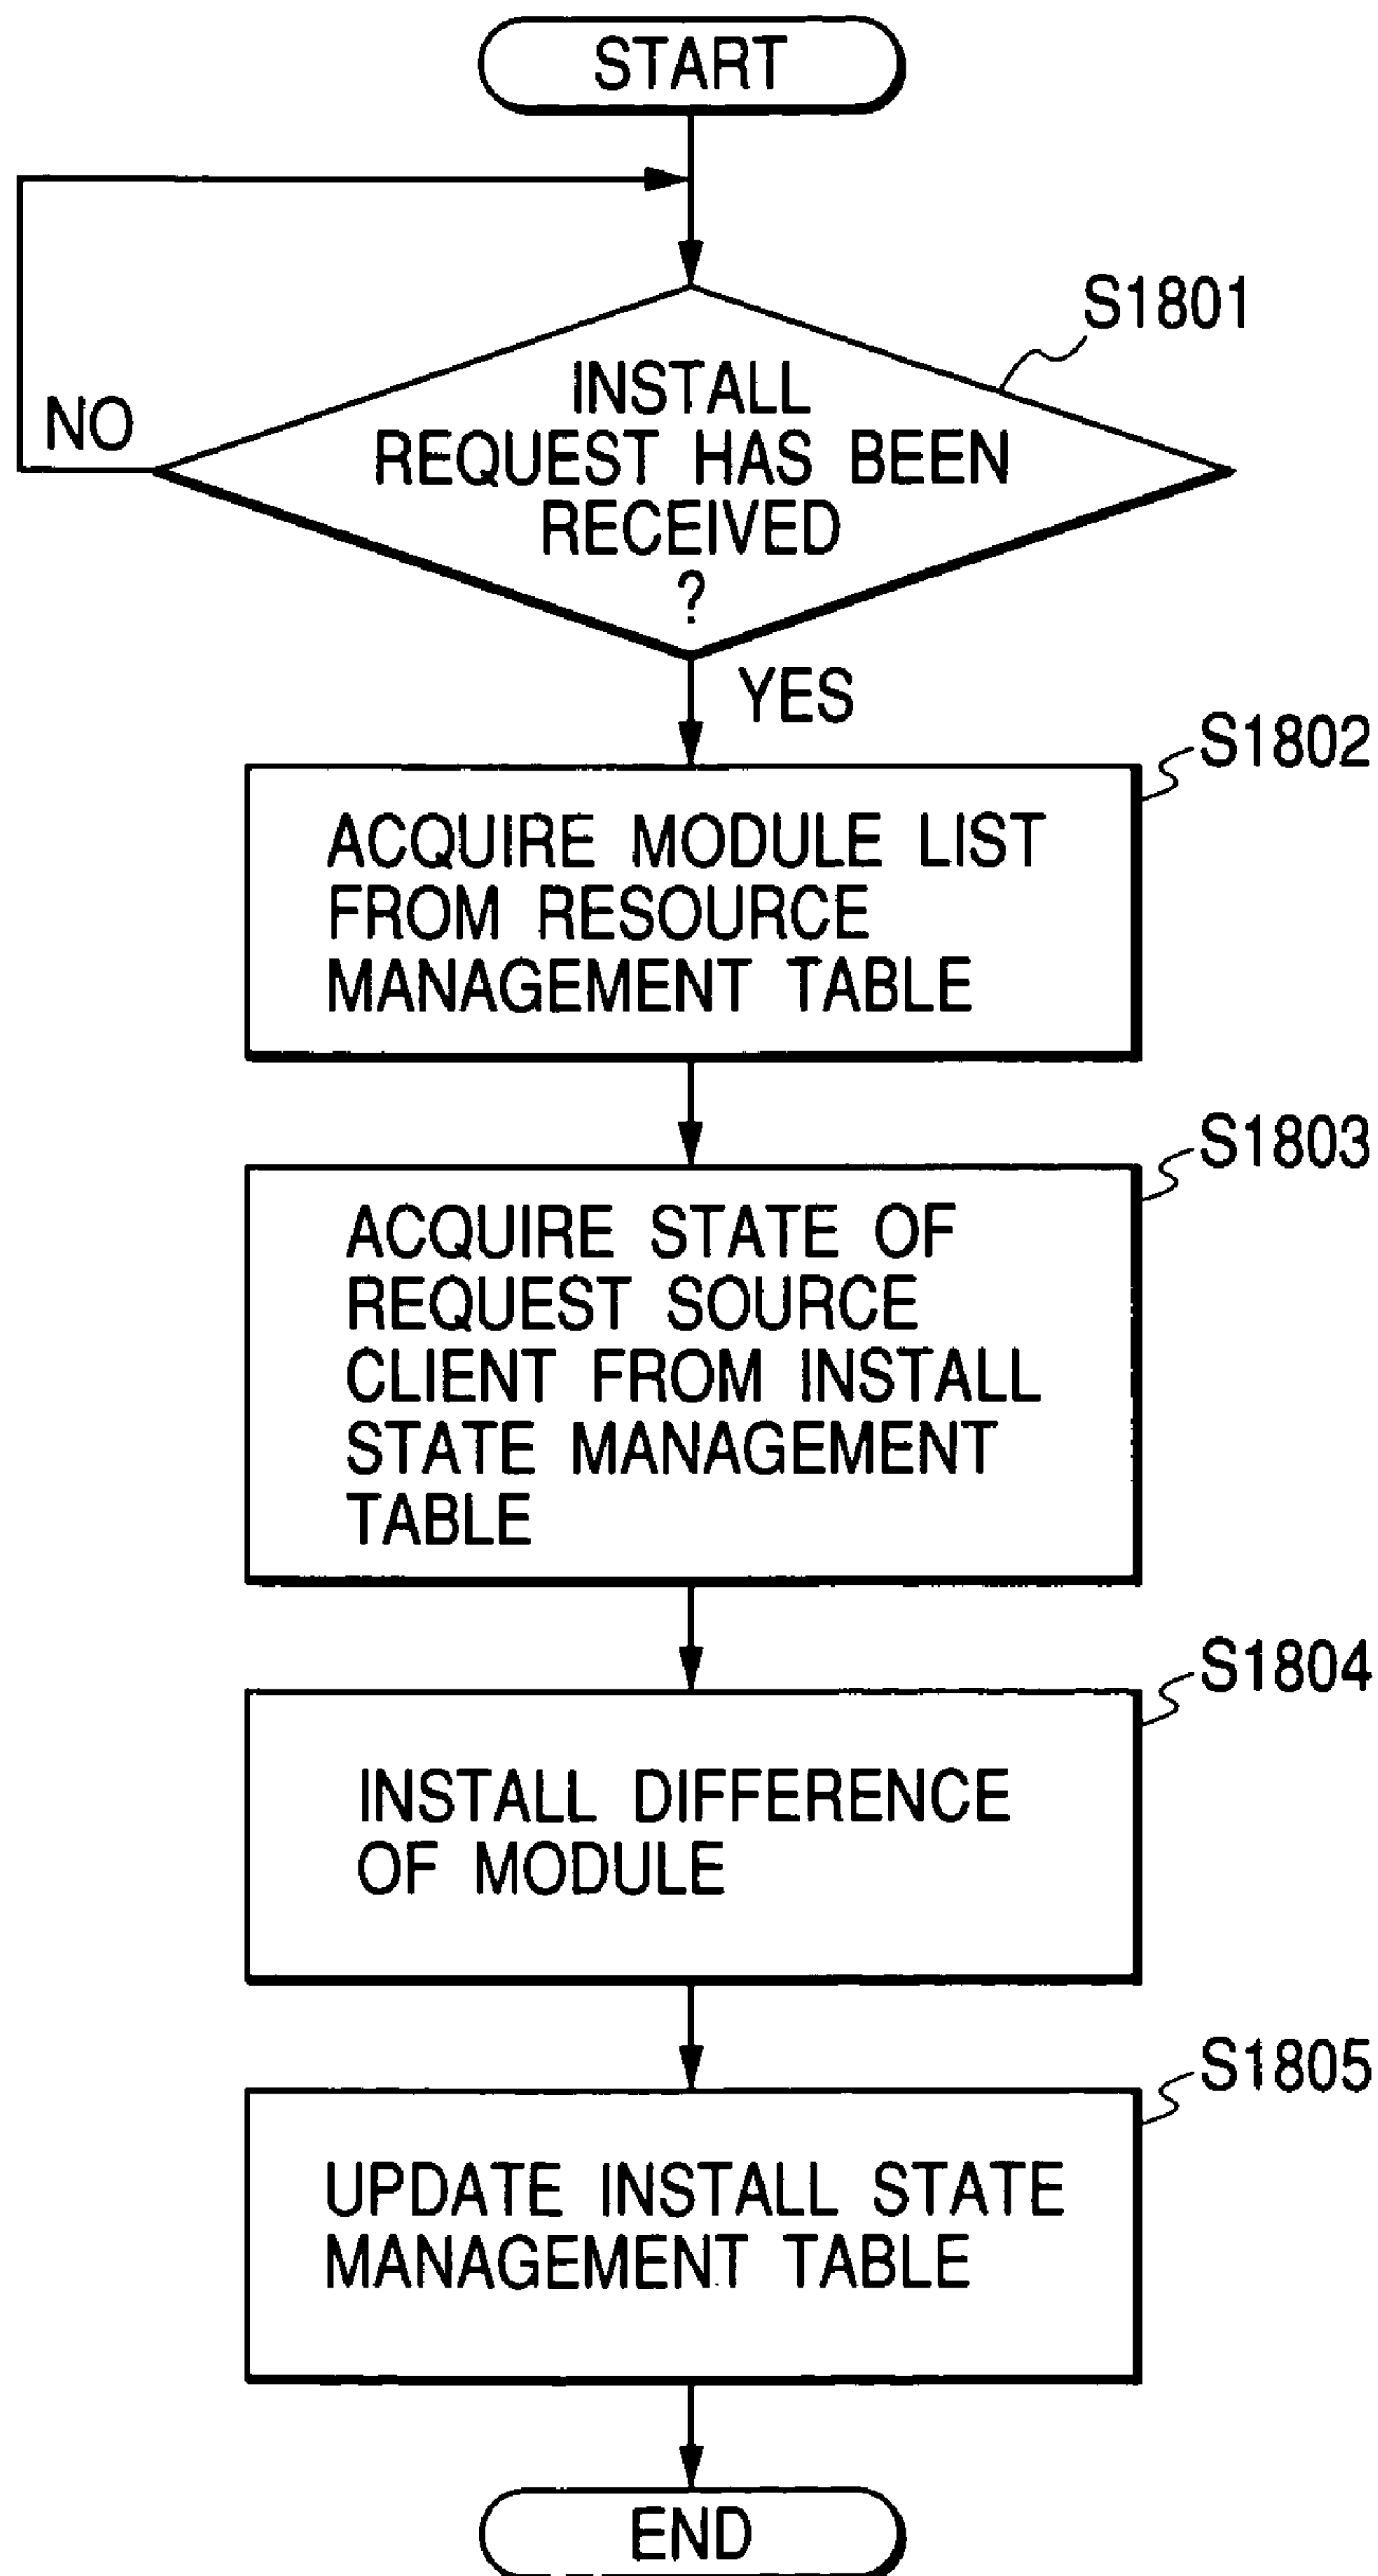 START
S1801
INSTALL
REQUEST HAS BEEN
RECEIVED
?
NO
YES
S1802
ACQUIRE MODULE LIST
FROM RESOURCE
MANAGEMENT TABLE
S1803
ACQUIRE STATE OF
REQUEST SOURCE
CLIENT FROM INSTALL
STATE MANAGEMENT
TABLE
S1804
INSTALL DIFFERENCE
OF MODULE
S1805
UPDATE INSTALL STATE
MANAGEMENT TABLE
END